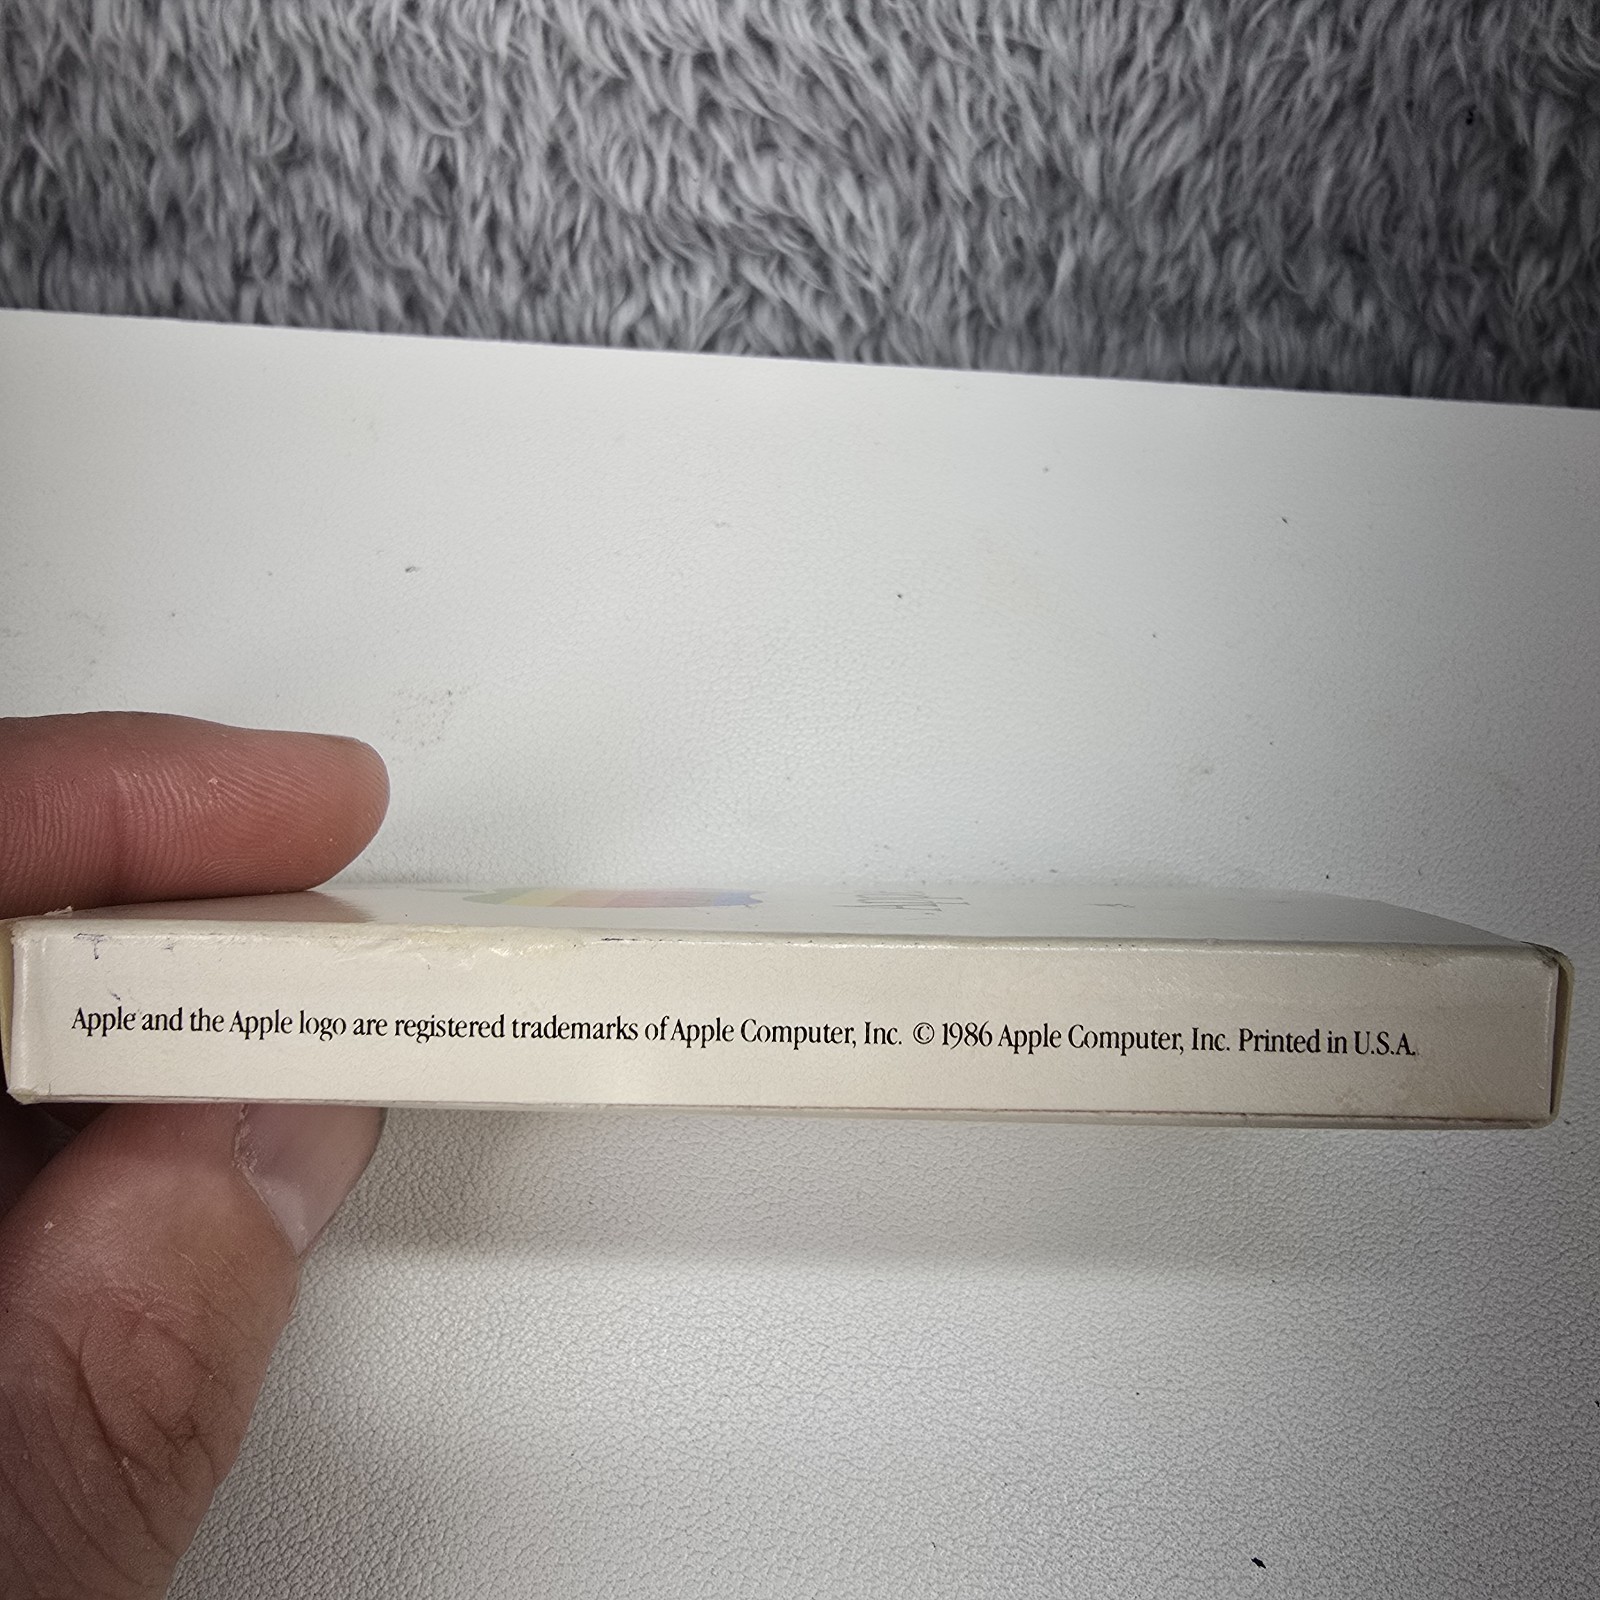 Apple and the Apple logo are registered trademarks of Apple Computer, Inc. © 1986 Apple Computer, Inc. Printed in U.S.A.